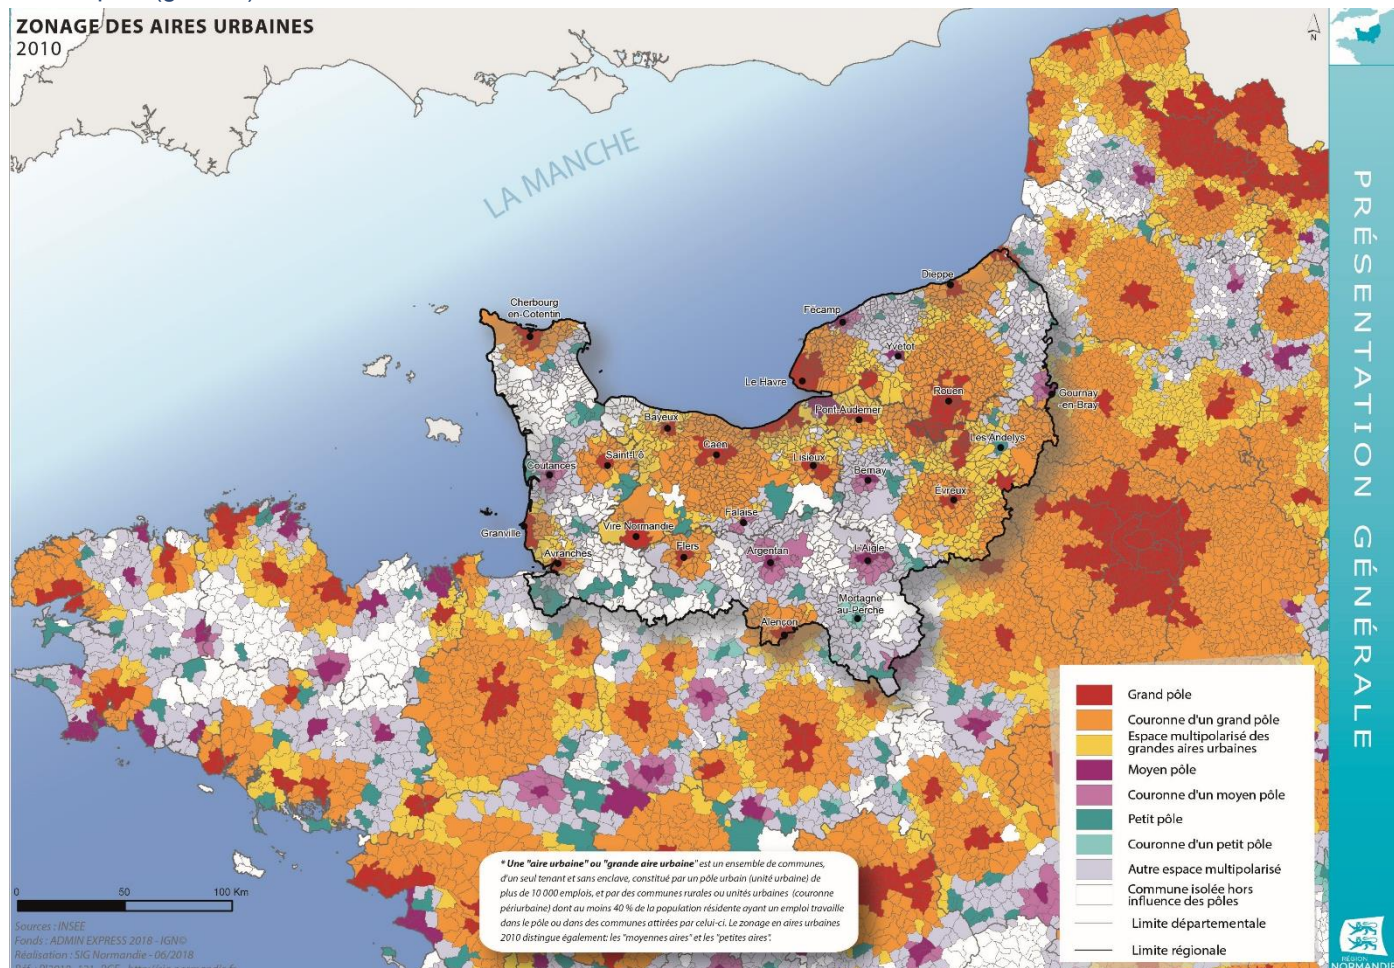 ZONAGE DES AIRES URBAINES
2010
N
LA MANCHE
Cherbourg
en-Cotentin
Dieppe
Fécamp
Yvetot
Le Havre
Rouen
Gournay
-en-Bray
Pont-Audemer
Bayeux
Caen
Les Andelys
Saint-Lô
Lisieux
Coutances
Bernay
Évreux
Falaise
Granville
Vire Normandie
Avranches
Flers
Argentan
L'Aigle
Mortagne
au-Perche
Alençon
Grand pôle
Couronne d'un grand pôle
Espace multipolarisé des
grandes aires urbaines
Moyen pôle
Couronne d'un moyen pôle
Petit pôle
Couronne d'un petit pôle
Autre espace multipolarisé
Commune isolée hors
influence des pôles
Limite départementale
Limite régionale
* Une "aire urbaine" ou "grande aire urbaine" est un ensemble de communes,
d'un seul tenant et sans enclave, constitué par un pôle urbain (unité urbaine) de
plus de 10 000 emplois, et par des communes rurales ou unités urbaines (couronne
périurbaine) dont au moins 40 % de la population résidente ayant un emploi travaille
dans le pôle ou dans des communes attirées par celui-ci. Le zonage en aires urbaines
2010 distingue également: les "moyennes aires" et les "petites aires".
0 50 100 Km
Sources : INSEE
Fonds : ADMIN EXPRESS 2018 - IGN©
Réalisation : SIG Normandie - 06/2018
PRÉSENTATION GÉNÉRALE
RÉGION
NORMANDIE